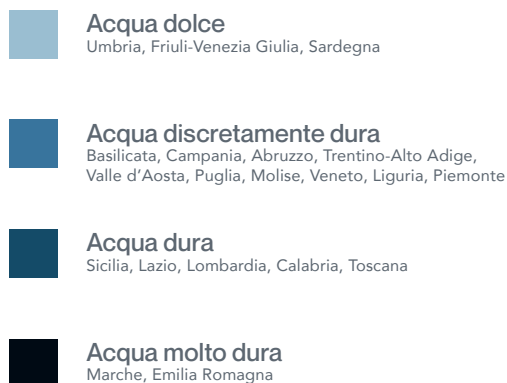 Acqua dolce
Umbria, Friuli-Venezia Giulia, Sardegna
Acqua discretamente dura
Basilicata, Campania, Abruzzo, Trentino-Alto Adige,
Valle d’Aosta, Puglia, Molise, Veneto, Liguria, Piemonte
Acqua dura
Sicilia, Lazio, Lombardia, Calabria, Toscana
Acqua molto dura
Marche, Emilia Romagna